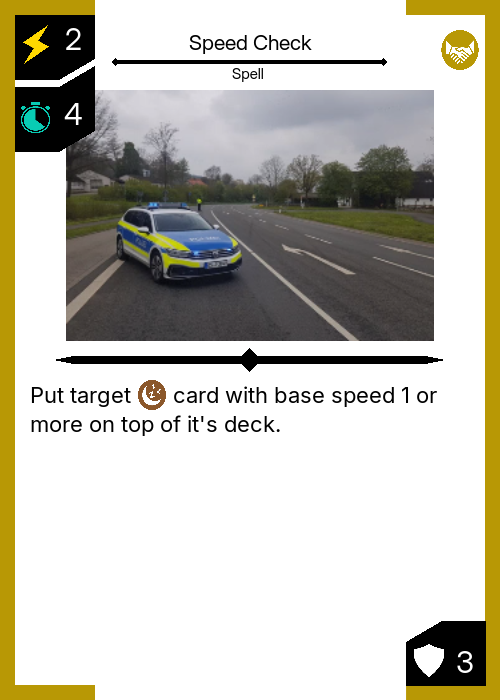 2
Speed Check
Spell
4
Put target card with base speed 1 or
more on top of it's deck.
3